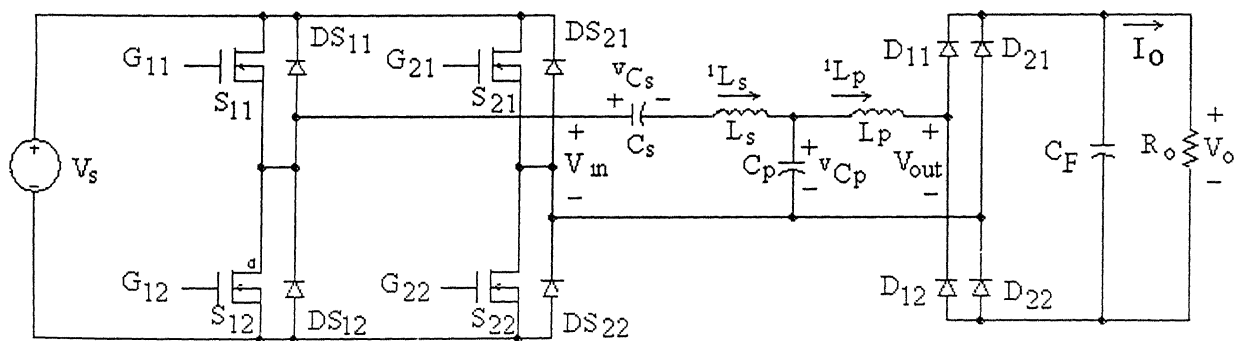 DS11
DS21
G11
G21
S11
S21
vCs
+ −
Cs
iLs
Ls
iLp
Lp
D11
D21
Io
+
−
Vs
+
Vin
−
Cp
+
vCp
−
+
Vout
−
CF
Ro
+
Vo
−
G12
a
S12
DS12
G22
S22
DS22
D12
D22